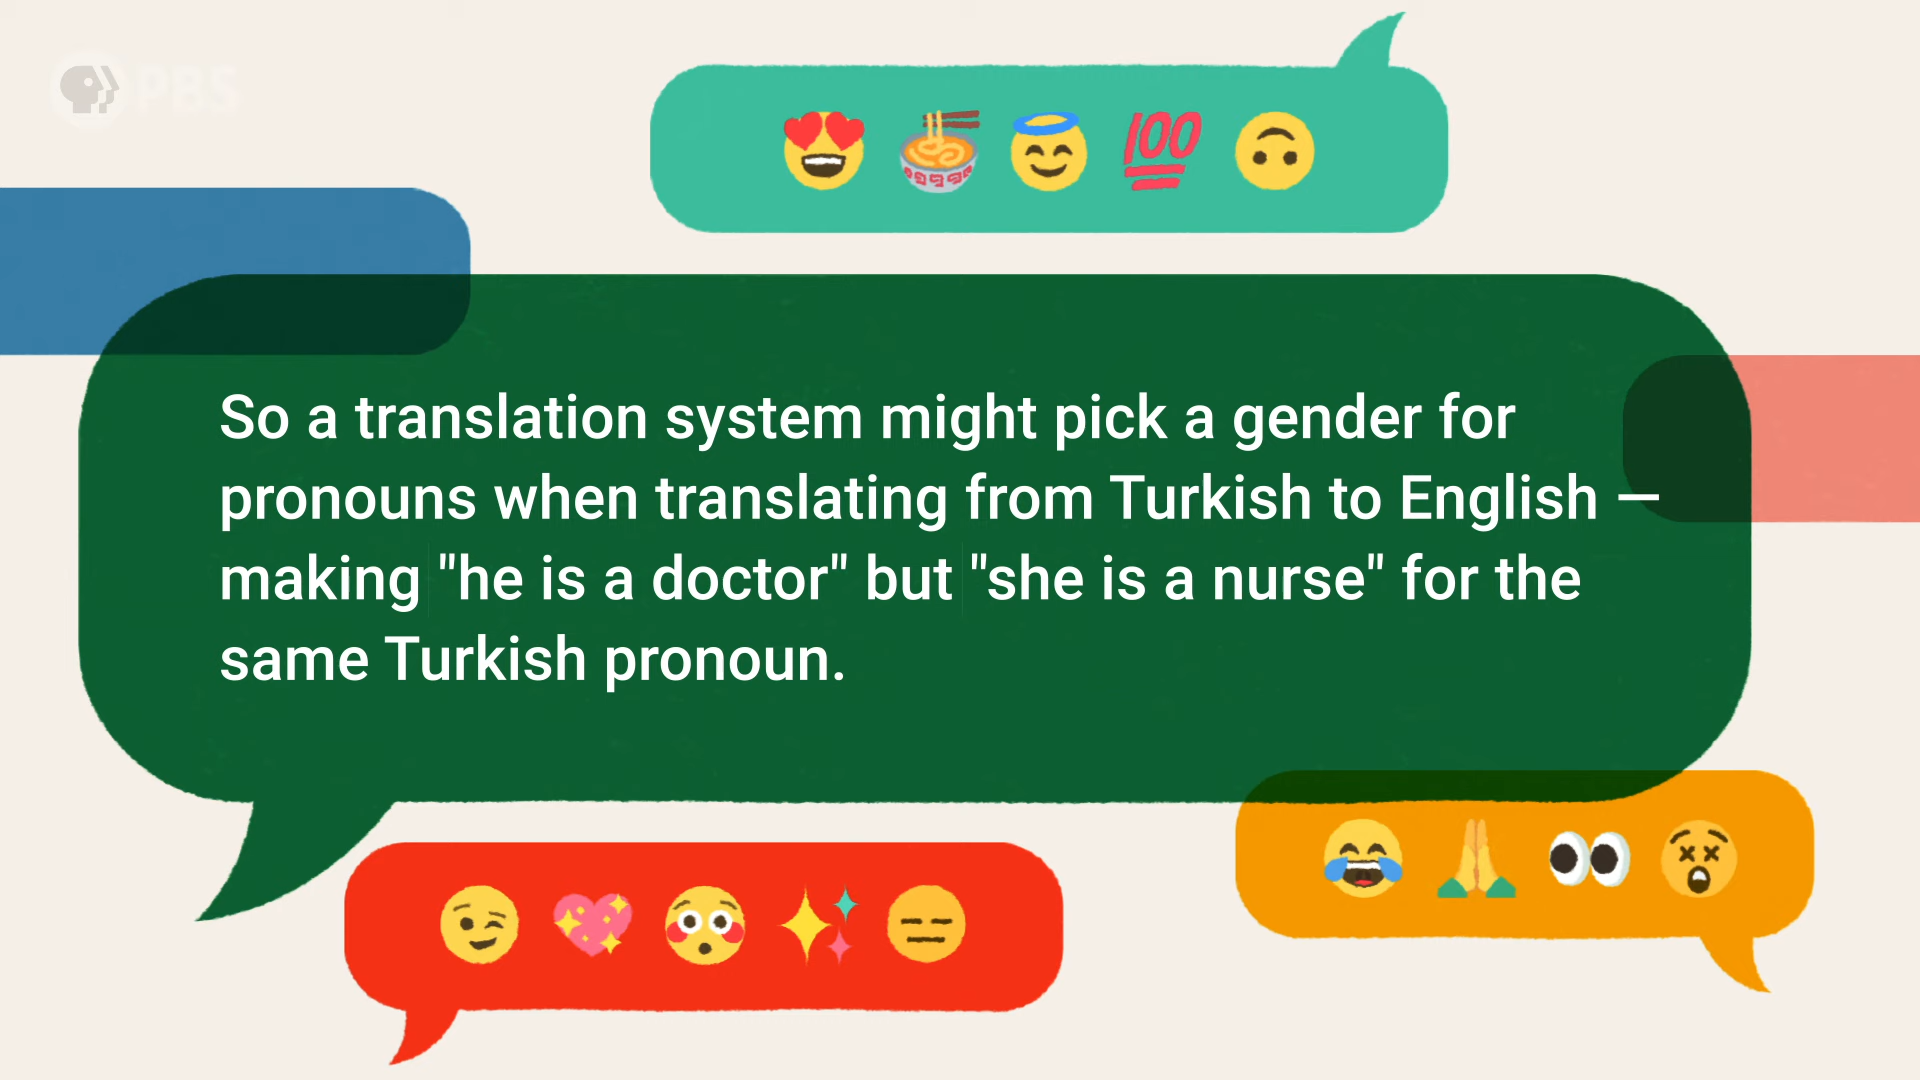 PBS
So a translation system might pick a gender for
pronouns when translating from Turkish to English —
making "he is a doctor" but "she is a nurse" for the
same Turkish pronoun.